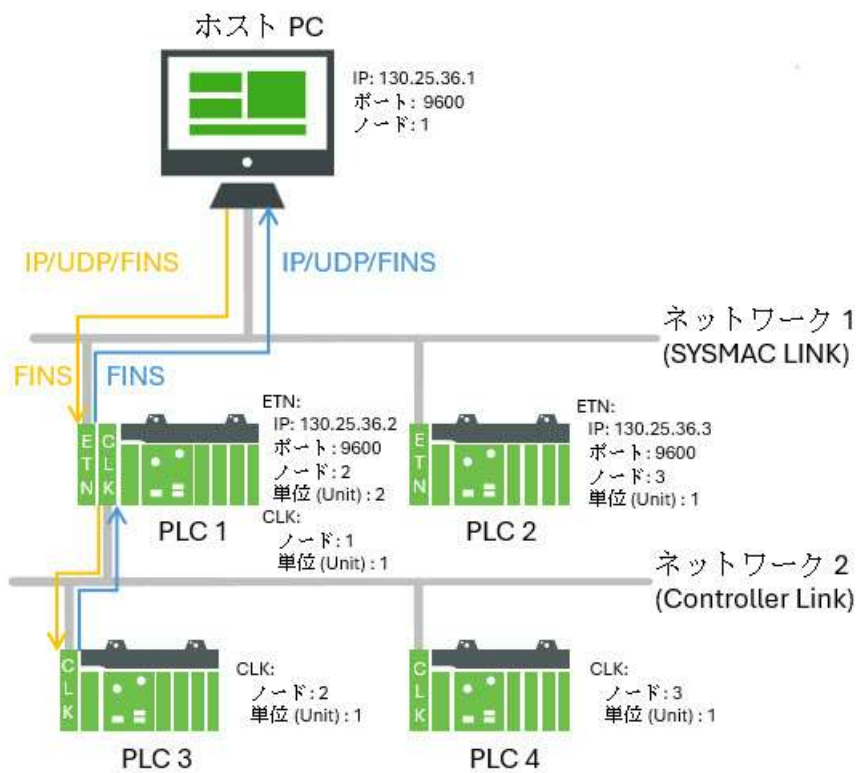 ホスト PC
IP: 130.25.36.1
ポート: 9600
ノード: 1
IP/UDP/FINS
IP/UDP/FINS
ネットワーク 1
(SYSMAC LINK)
FINS
FINS
ETN:
IP: 130.25.36.2
ポート: 9600
ノード: 2
単位 (Unit) : 2
CLK:
ノード: 1
単位 (Unit) : 1
ETN
CLK
PLC 1
ETN:
IP: 130.25.36.3
ポート: 9600
ノード: 3
単位 (Unit) : 1
ETN
PLC 2
ネットワーク 2
(Controller Link)
CLK
CLK:
ノード: 2
単位 (Unit) : 1
PLC 3
CLK
CLK:
ノード: 3
単位 (Unit) : 1
PLC 4